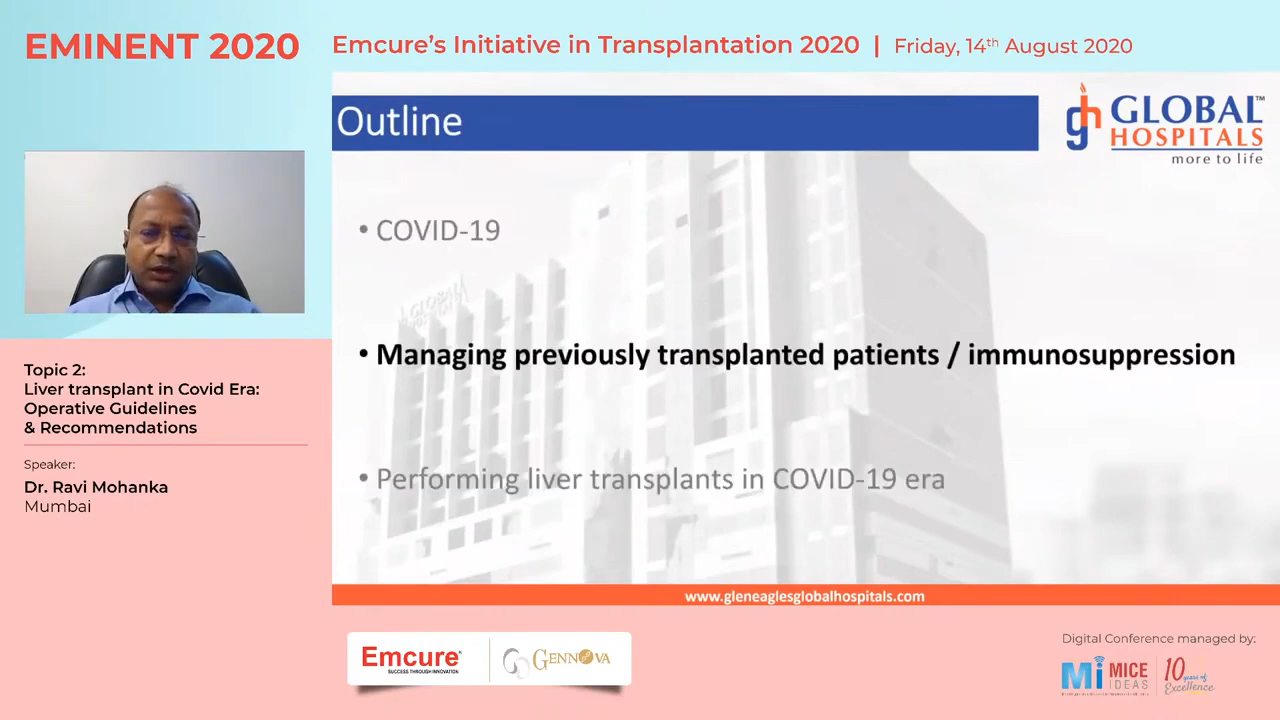 EMINENT 2020
Emcure's Initiative in Transplantation 2020 | Friday, 14th August 2020
Outline
GLOBAL™
HOSPITALS
more to life
• COVID-19
GLOBAL
• Managing previously transplanted patients / immunosuppression
• Performing liver transplants in COVID-19 era
www.gleneaglesglobalhospitals.com
Topic 2:
Liver transplant in Covid Era:
Operative Guidelines
& Recommendations
Speaker:
Dr. Ravi Mohanka
Mumbai
Emcure
SUCCESS THROUGH INNOVATION
GENNOVA
Digital Conference managed by:
Mi MICE
IDEAS
10 years of
Excellence